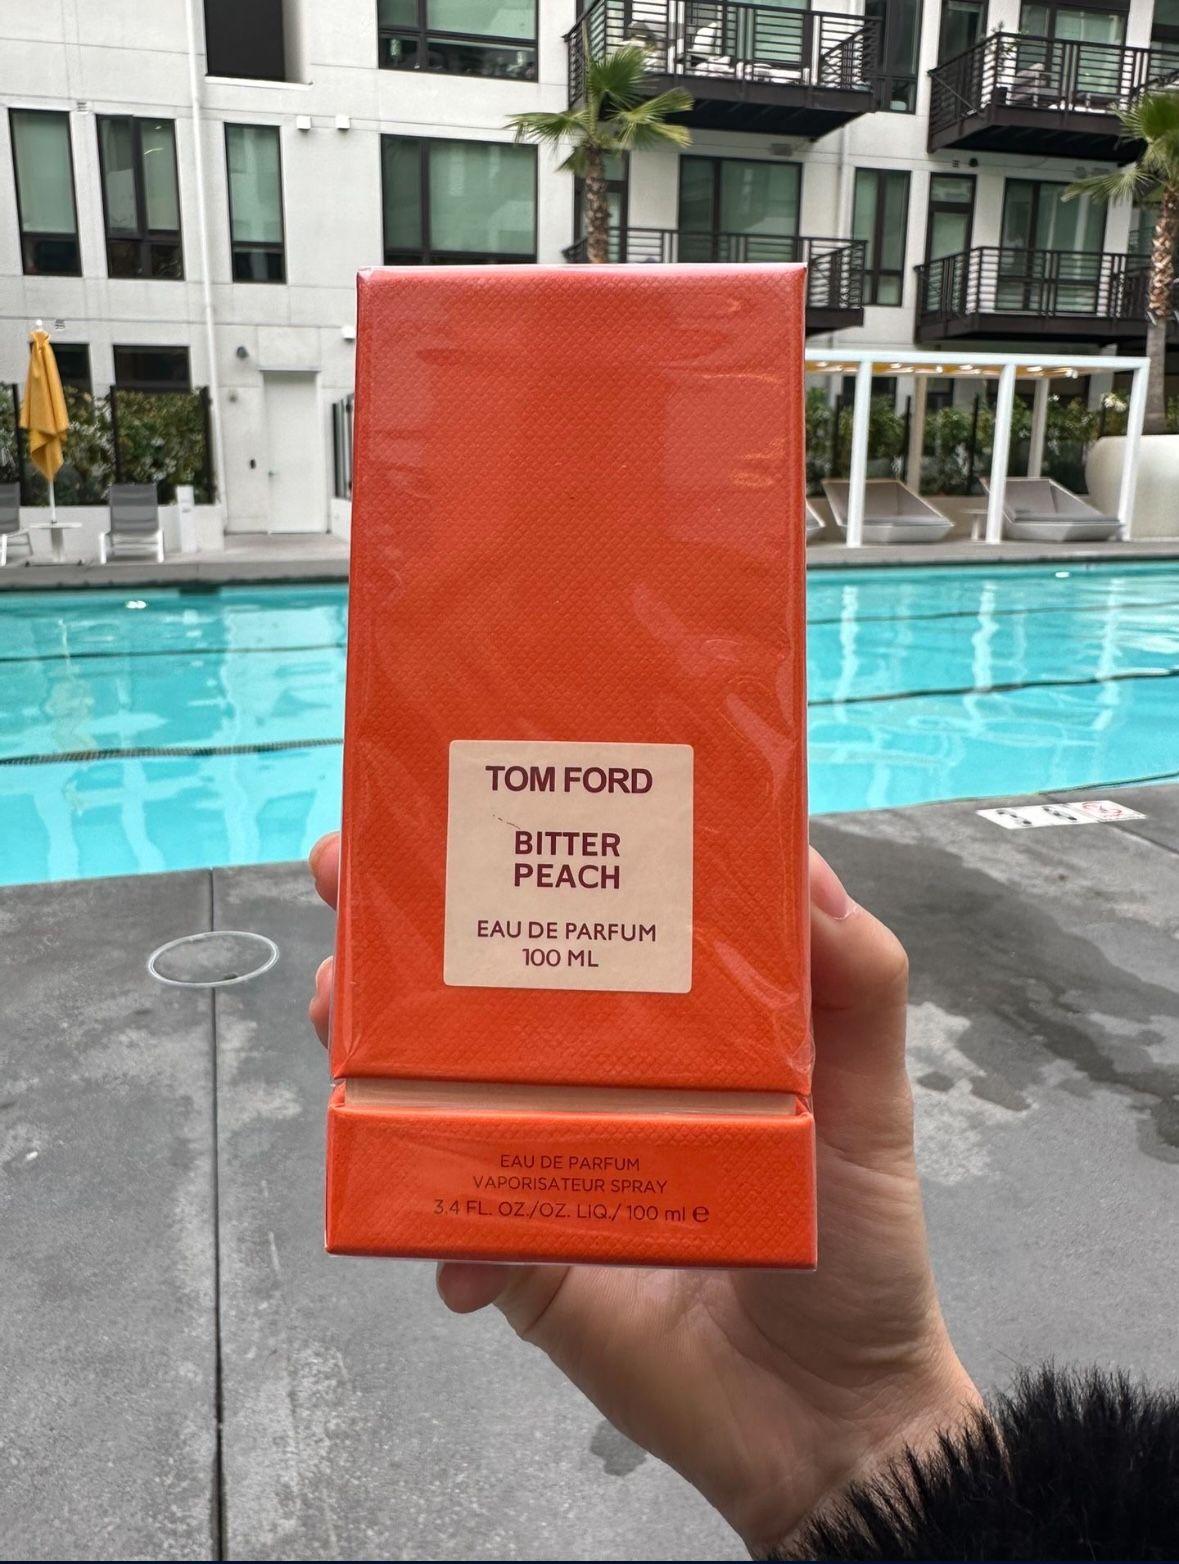 TOM FORD
BITTER
PEACH
EAU DE PARFUM
100 ML
EAU DE PARFUM
VAPORISATEUR SPRAY
3.4 FL. OZ./OZ. LIQ./ 100 ml ℮